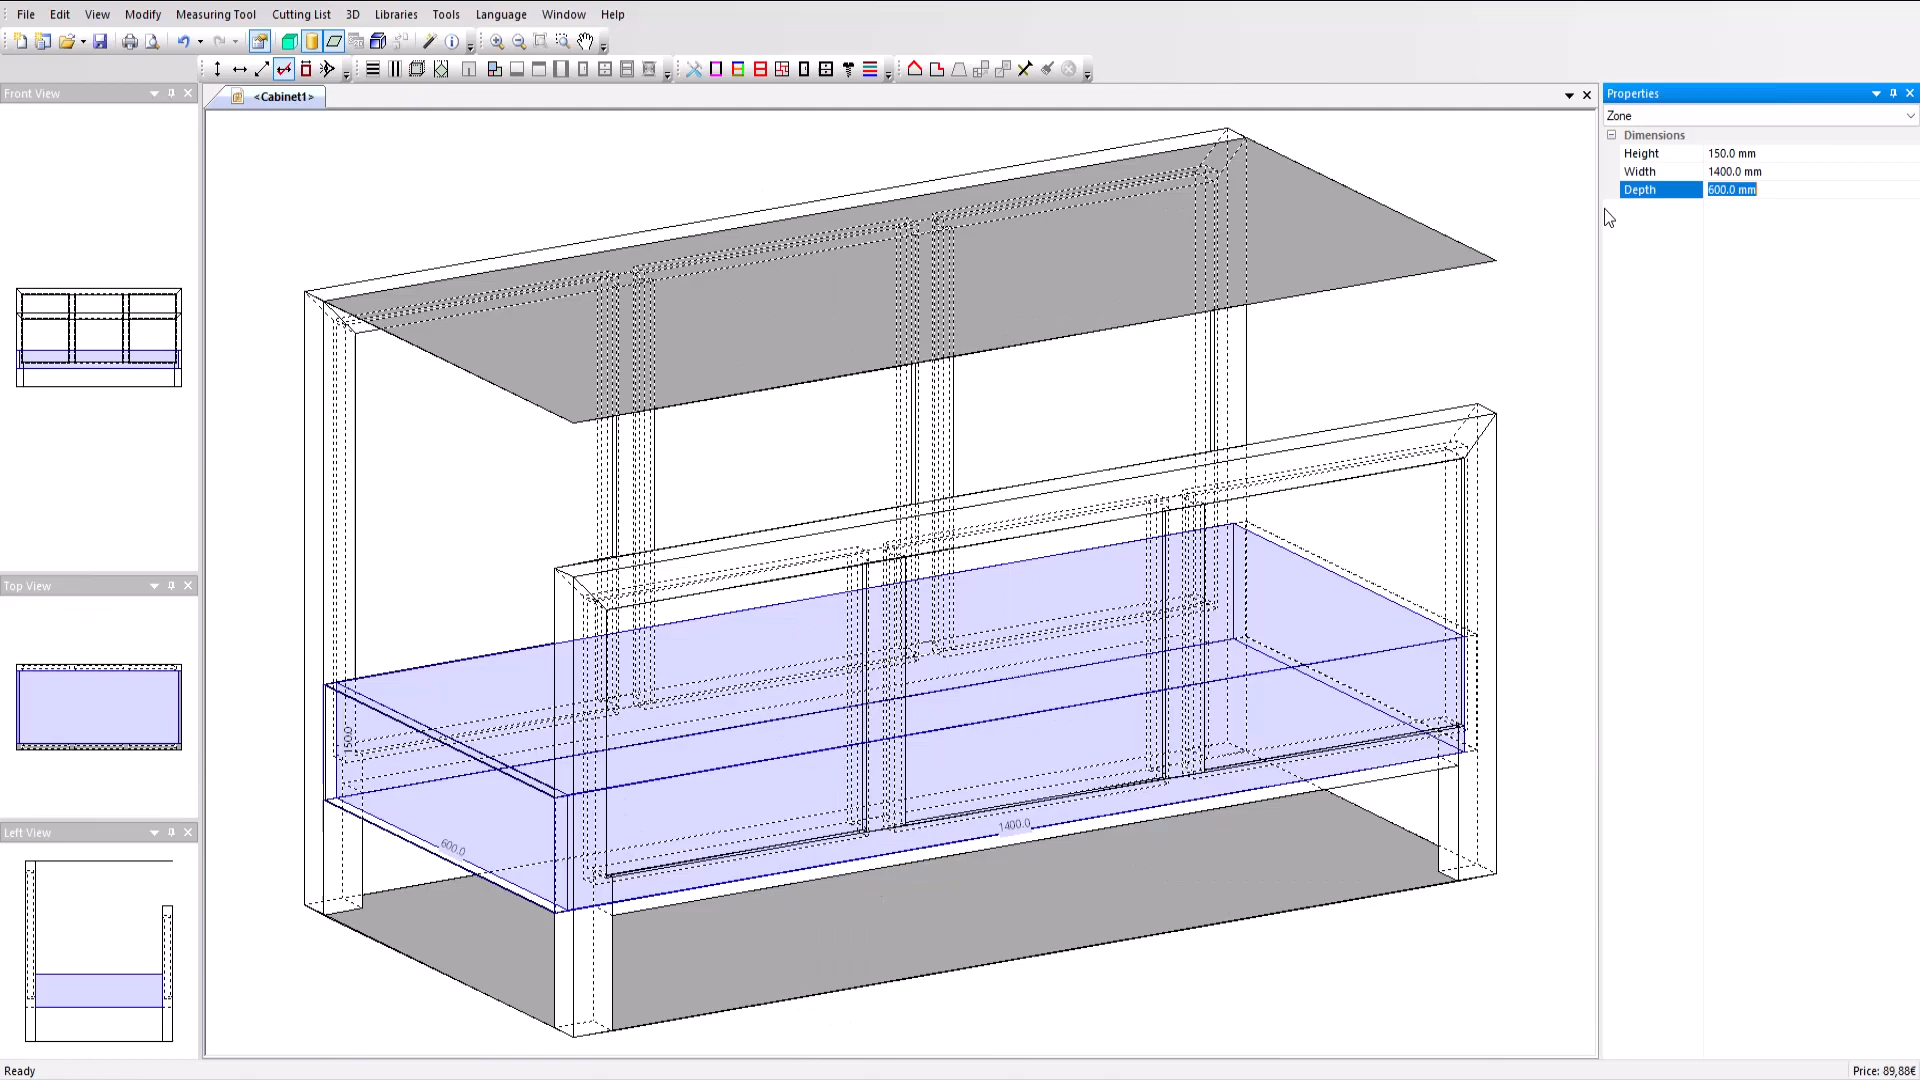 File Edit View Modify Measuring Tool Cutting List 3D Libraries Tools Language Window Help
Front View
<Cabinet1>
Properties
Zone
Dimensions
Height 150.0 mm
Width 1400.0 mm
Depth 600.0 mm
Top View
Left View
150.0
600.0
1400.0
Ready
Price: 89,88€